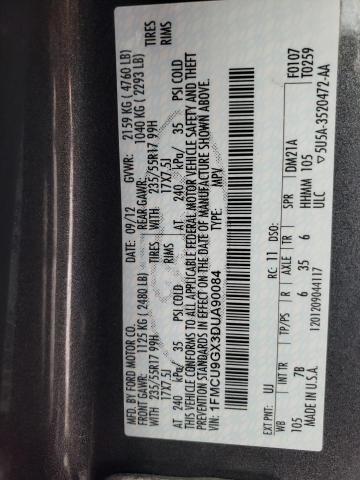 MFD. BY FORD MOTOR CO.
DATE: 09/12 GVWR: 2159 KG ( 4760 LB)
FRONT GAWR: 1125 KG ( 2480 LB) REAR GAWR: 1040 KG ( 2293 LB)
WITH 235/55R17 99H TIRES WITH 235/55R17 99H TIRES
17X7.5J RIMS 17X7.5J RIMS
AT 240 kPa/ 35 PSI COLD AT 240 kPa/ 35 PSI COLD
THIS VEHICLE CONFORMS TO ALL APPLICABLE FEDERAL MOTOR VEHICLE SAFETY AND THEFT
PREVENTION STANDARDS IN EFFECT ON THE DATE OF MANUFACTURE SHOWN ABOVE.
VIN: 1FMCU9GX3DUA90084
TYPE: MPV
F0107
T0259
EXT PNT: UJ RC: 11 DSO:
WB INT TR TP/PS R AXLE TR SPR DM21A
105 7B 6 35 6 HHMM 105
ULC
MADE IN U.S.A. 1201209044117
▽5U5A-3520472-AA